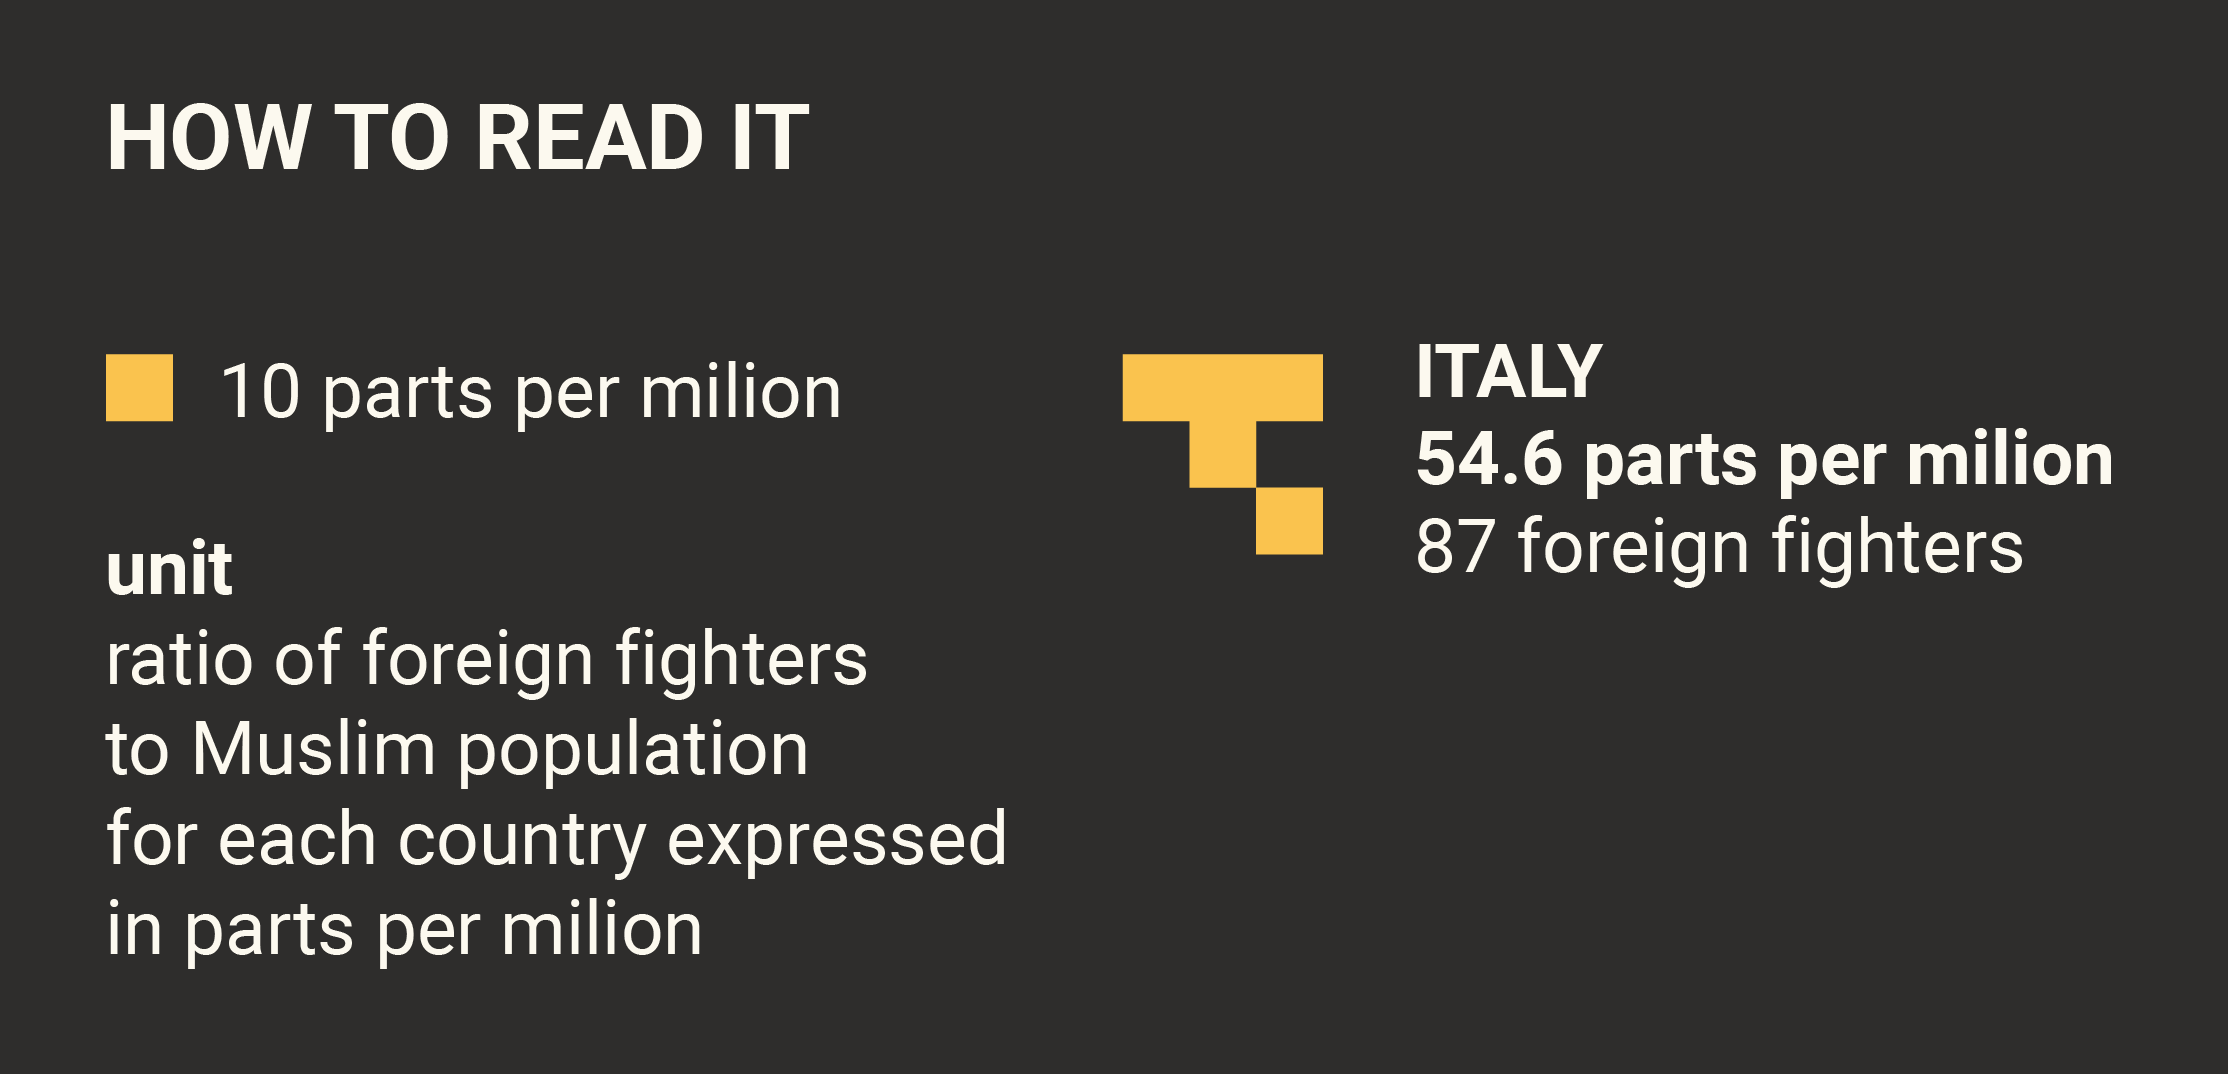 HOW TO READ IT
10 parts per milion
unit
ratio of foreign fighters
to Muslim population
for each country expressed
in parts per milion
ITALY
54.6 parts per milion
87 foreign fighters